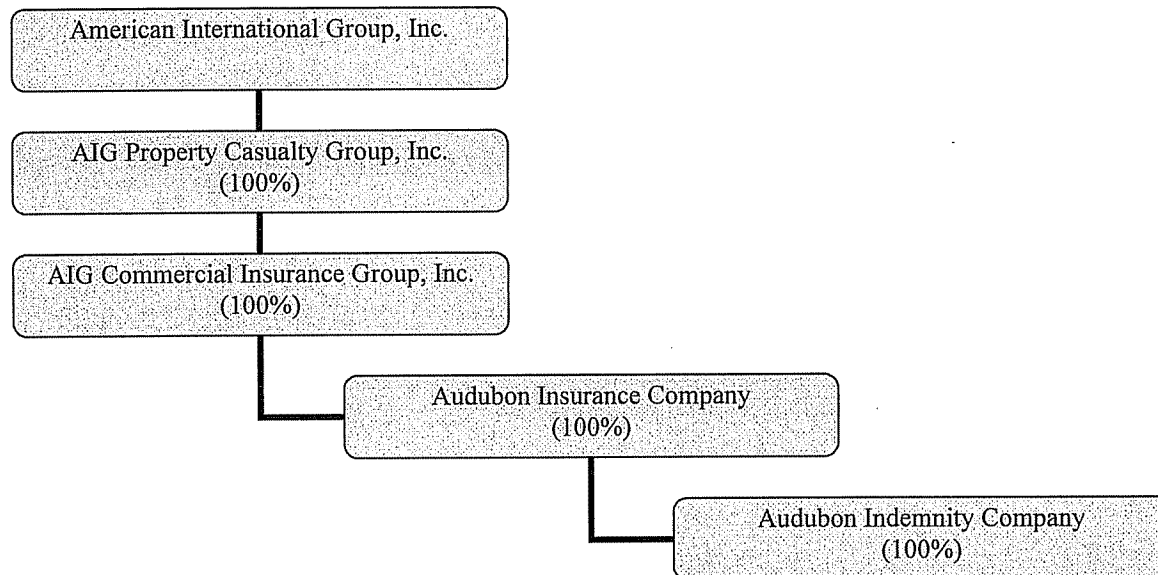 American International Group, Inc.
AIG Property Casualty Group, Inc.
(100%)
AIG Commercial Insurance Group, Inc.
(100%)
Audubon Insurance Company
(100%)
Audubon Indemnity Company
(100%)